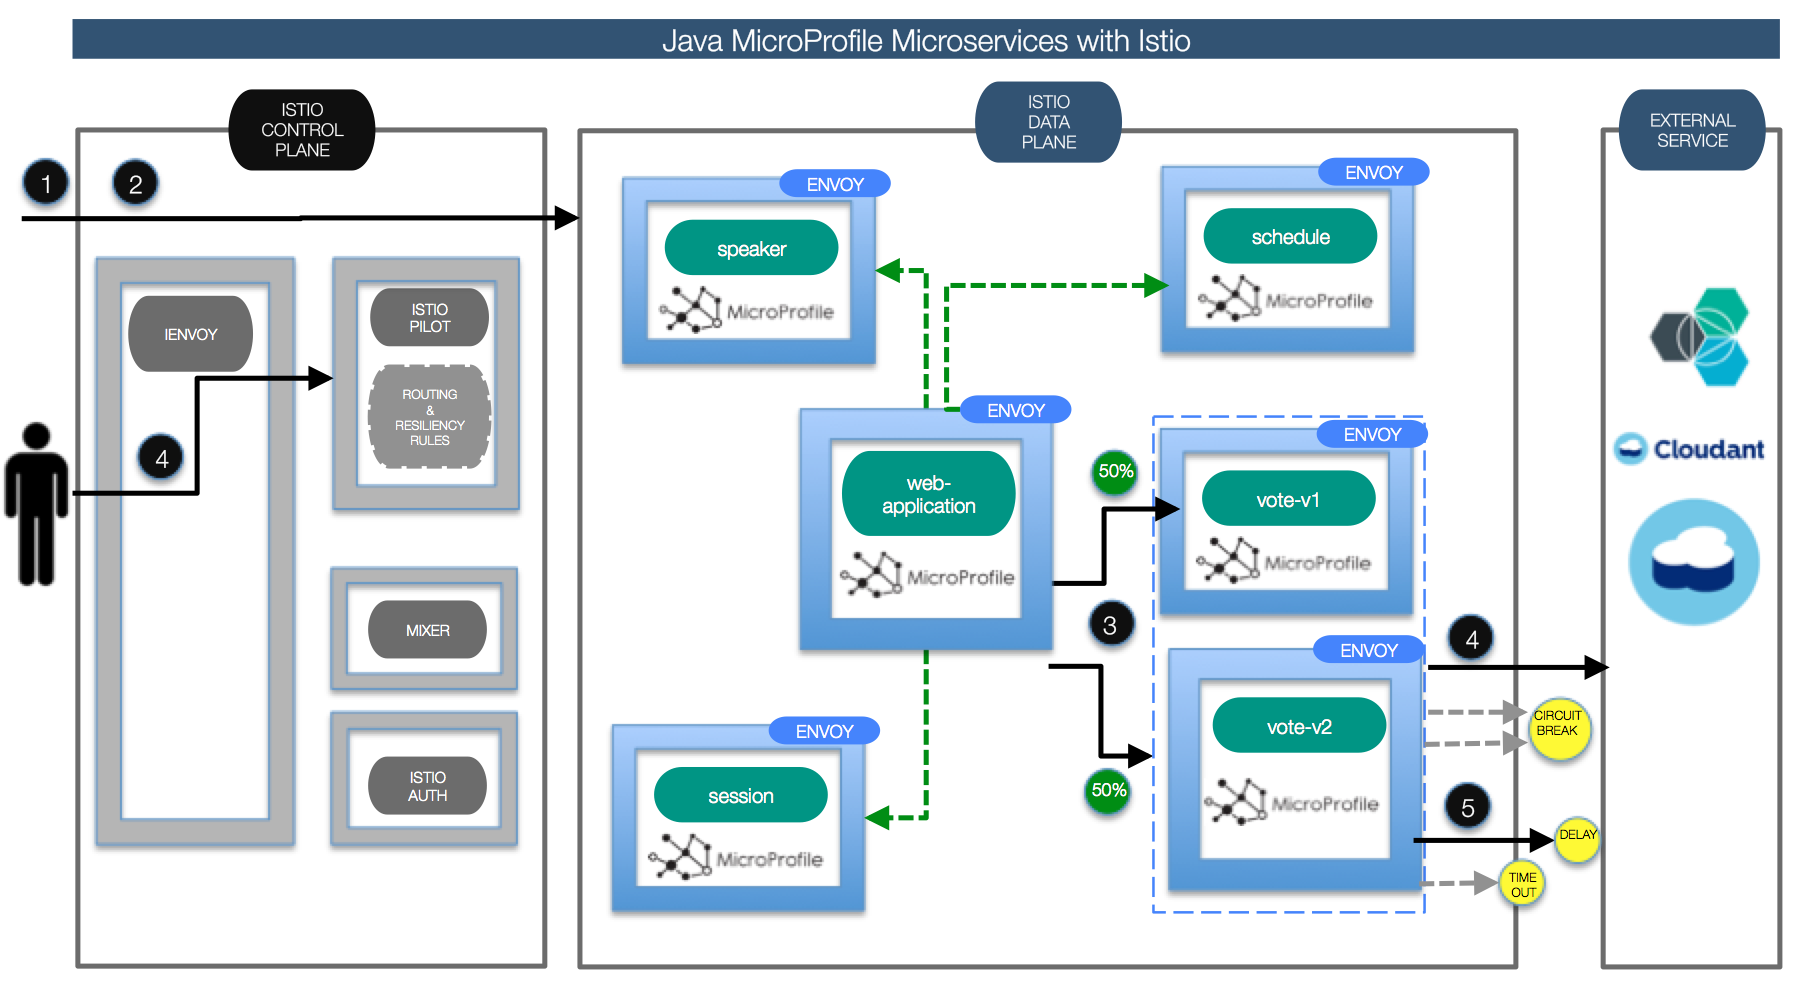 Java MicroProfile Microservices with Istio
ISTIO
CONTROL
PLANE
ISTIO
DATA
PLANE
EXTERNAL
SERVICE
1
2
IENVOY
ISTIO
PILOT
ROUTING
&
RESILIENCY
RULES
4
MIXER
ISTIO
AUTH
ENVOY
speaker
MicroProfile
ENVOY
schedule
MicroProfile
ENVOY
web-
application
MicroProfile
50%
3
50%
ENVOY
vote-v1
MicroProfile
ENVOY
vote-v2
MicroProfile
ENVOY
session
MicroProfile
4
CIRCUIT
BREAK
5
DELAY
TIME
OUT
Cloudant